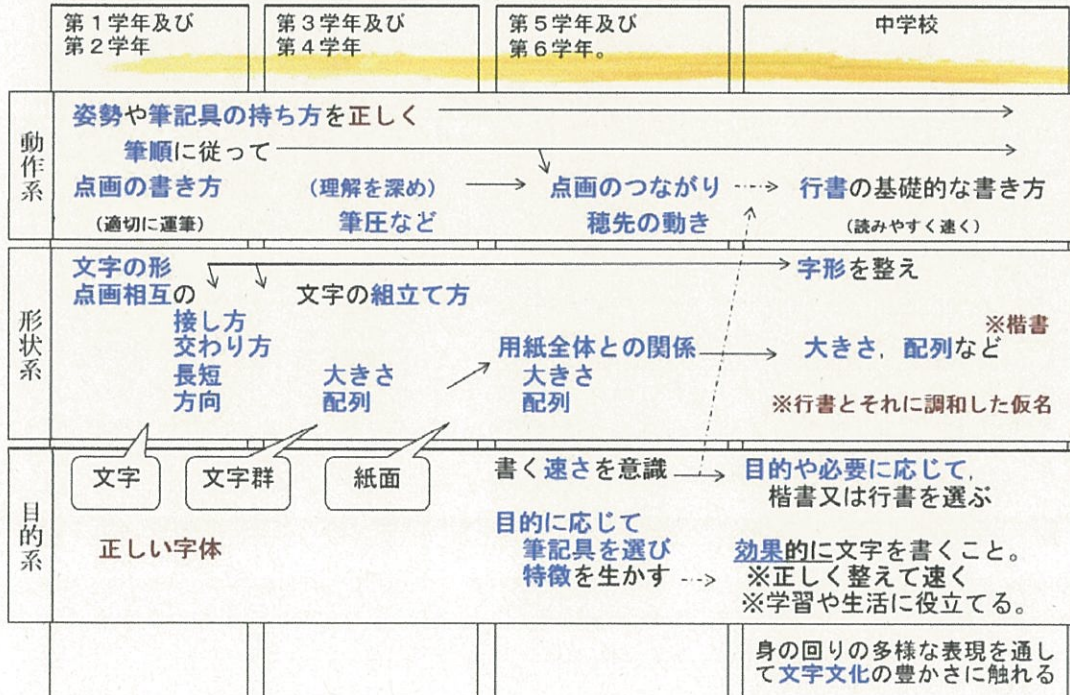 第1学年及び
第2学年
第3学年及び
第4学年
第5学年及び
第6学年。
中学校
動作系
姿勢や筆記具の持ち方を正しく
筆順に従って
点画の書き方
(適切に運筆)
(理解を深め)
筆圧など
点画のつながり
穂先の動き
行書の基礎的な書き方
(読みやすく速く)
形状系
文字の形
点画相互の
接し方
交わり方
長短
方向
文字の組立て方
大きさ
配列
用紙全体との関係
大きさ
配列
字形を整え
※楷書
大きさ,配列など
※行書とそれに調和した仮名
文字
文字群
紙面
目的系
正しい字体
書く速さを意識
目的に応じて
筆記具を選び
特徴を生かす
目的や必要に応じて,
楷書又は行書を選ぶ
効果的に文字を書くこと。
※正しく整えて速く
※学習や生活に役立てる。
身の回りの多様な表現を通し
て文字文化の豊かさに触れる